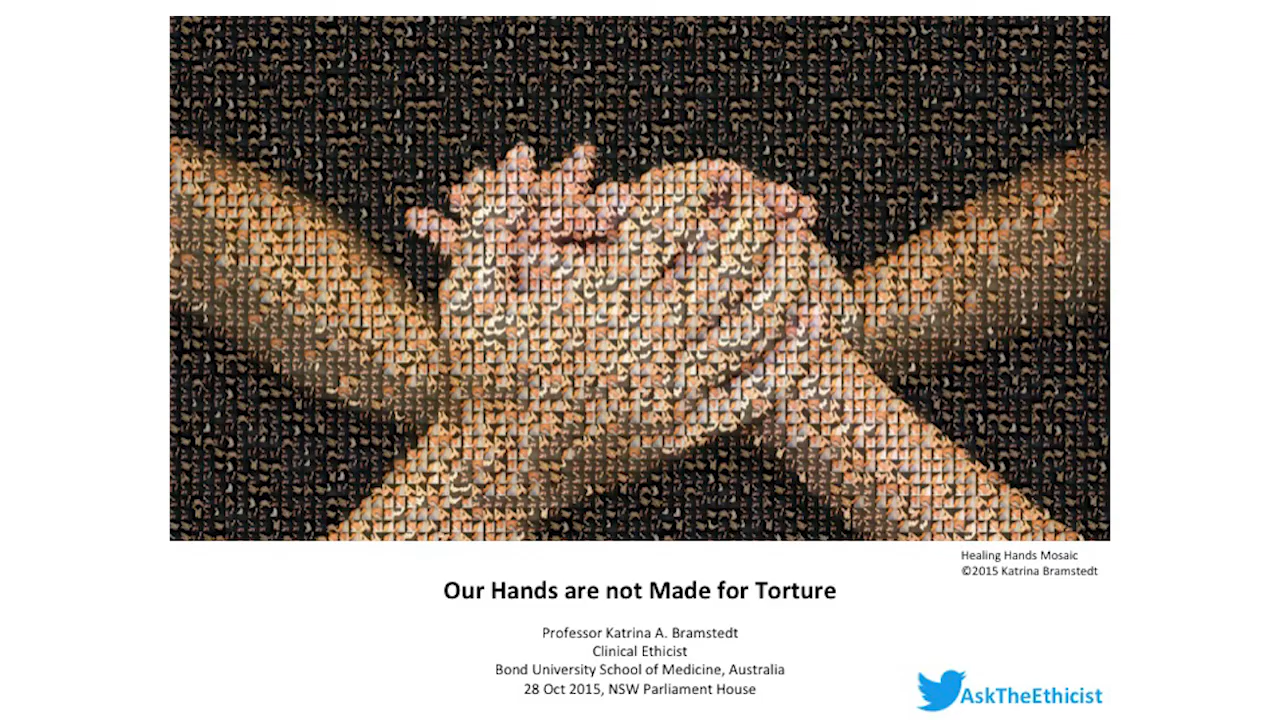 Healing Hands Mosaic
©2015 Katrina Bramstedt
Our Hands are not Made for Torture
Professor Katrina A. Bramstedt
Clinical Ethicist
Bond University School of Medicine, Australia
28 Oct 2015, NSW Parliament House
AskTheEthicist